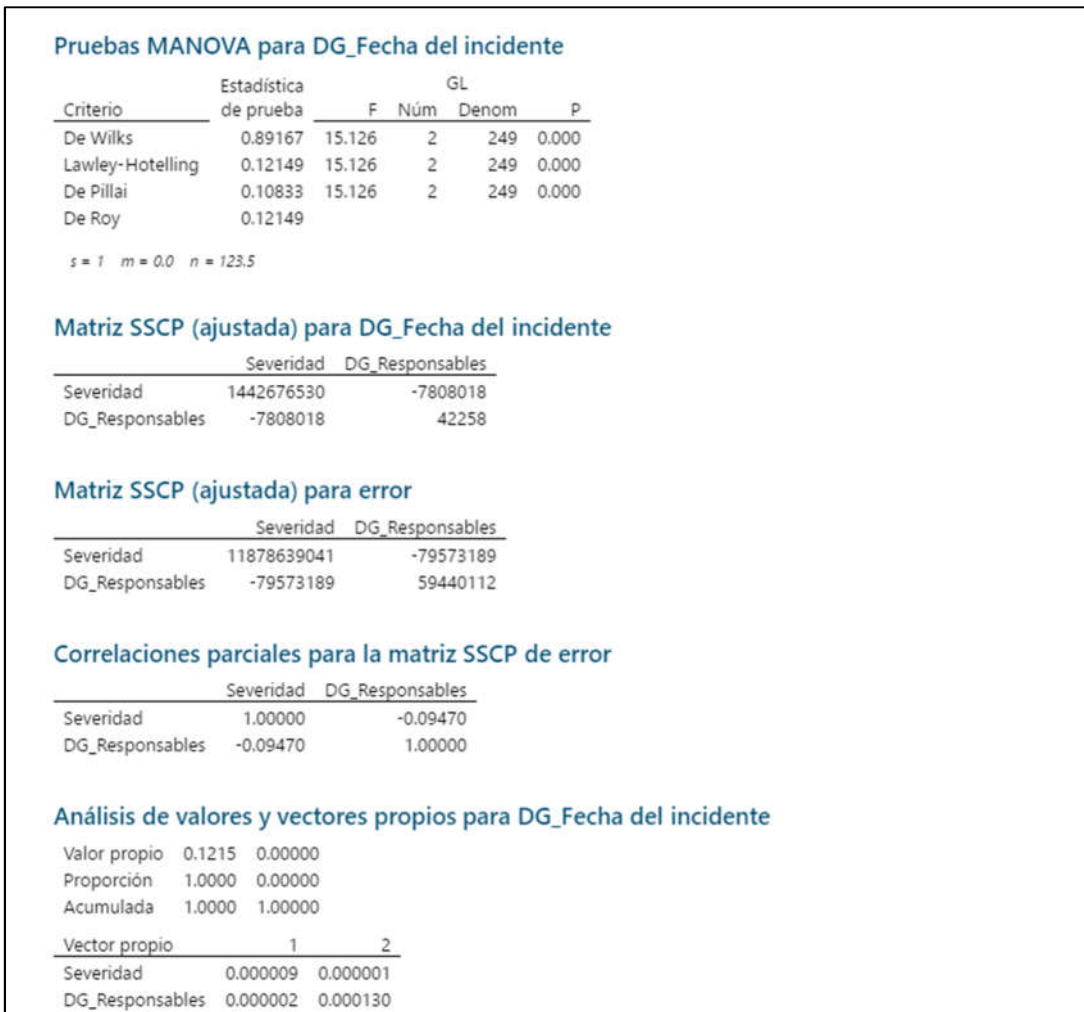 Pruebas MANOVA para DG_Fecha del incidente
Estadística GL
Criterio de prueba F Núm Denom P
De Wilks 0.89167 15.126 2 249 0.000
Lawley-Hotelling 0.12149 15.126 2 249 0.000
De Pillai 0.10833 15.126 2 249 0.000
De Roy 0.12149
s = 1 m = 0.0 n = 123.5
Matriz SSCP (ajustada) para DG_Fecha del incidente
Severidad DG_Responsables
Severidad 1442676530 -7808018
DG_Responsables -7808018 42258
Matriz SSCP (ajustada) para error
Severidad DG_Responsables
Severidad 11878639041 -79573189
DG_Responsables -79573189 59440112
Correlaciones parciales para la matriz SSCP de error
Severidad DG_Responsables
Severidad 1.00000 -0.09470
DG_Responsables -0.09470 1.00000
Análisis de valores y vectores propios para DG_Fecha del incidente
Valor propio 0.1215 0.00000
Proporción 1.0000 0.00000
Acumulada 1.0000 1.00000
Vector propio 1 2
Severidad 0.000009 0.000001
DG_Responsables 0.000002 0.000130